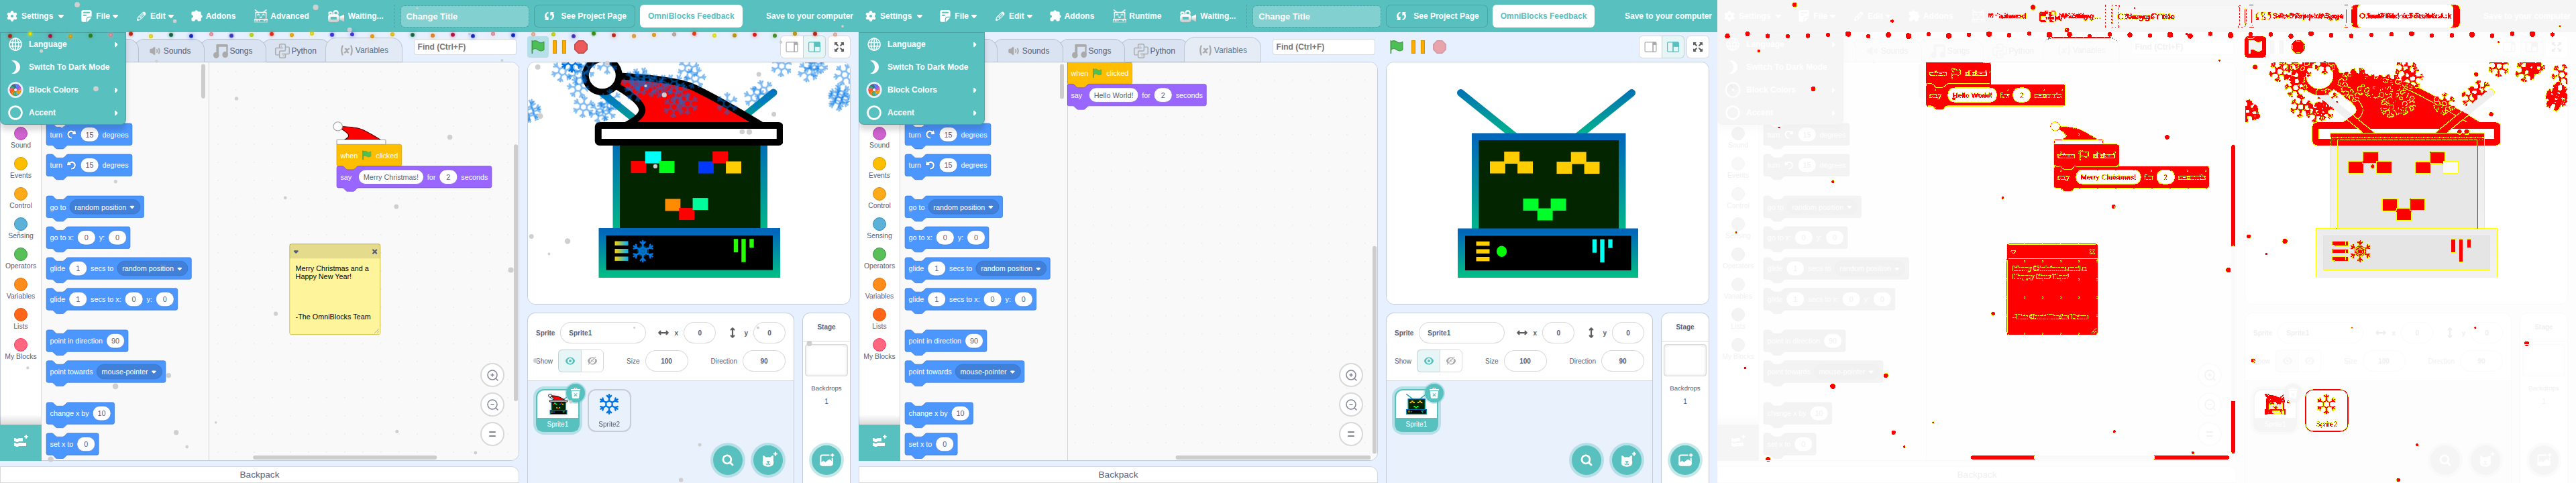 Settings File Edit Addons Advanced Waiting... Change Title See Project Page OmniBlocks Feedback Save to your computer
Language
Switch To Dark Mode
Block Colors
Accent
Sounds Songs Python (x) Variables Find (Ctrl+F)
Sound
Events
Control
Sensing
Operators
Variables
Lists
My Blocks
turn 15 degrees
turn 15 degrees
go to random position
go to x: 0 y: 0
glide 1 secs to random position
glide 1 secs to x: 0 y: 0
point in direction 90
point towards mouse-pointer
change x by 10
set x to 0
when clicked
say Merry Christmas! for 2 seconds
Merry Christmas and a
Happy New Year!
-The OmniBlocks Team
Backpack
Sprite Sprite1 x 0 y 0
Show Size 100 Direction 90
Sprite1
Sprite2
Stage
Backdrops
1
Settings File Edit Addons Runtime Waiting... Change Title See Project Page OmniBlocks Feedback Save to your computer
Language
Switch To Dark Mode
Block Colors
Accent
Sounds Songs Python (x) Variables Find (Ctrl+F)
Sound
Events
Control
Sensing
Operators
Variables
Lists
My Blocks
turn 15 degrees
turn 15 degrees
go to random position
go to x: 0 y: 0
glide 1 secs to random position
glide 1 secs to x: 0 y: 0
point in direction 90
point towards mouse-pointer
change x by 10
set x to 0
when clicked
say Hello World! for 2 seconds
Backpack
Sprite Sprite1 x 0 y 0
Show Size 100 Direction 90
Sprite1
Stage
Backdrops
1
Hello World! 2
Merry Christmas! 2
Sprite2
Backpack